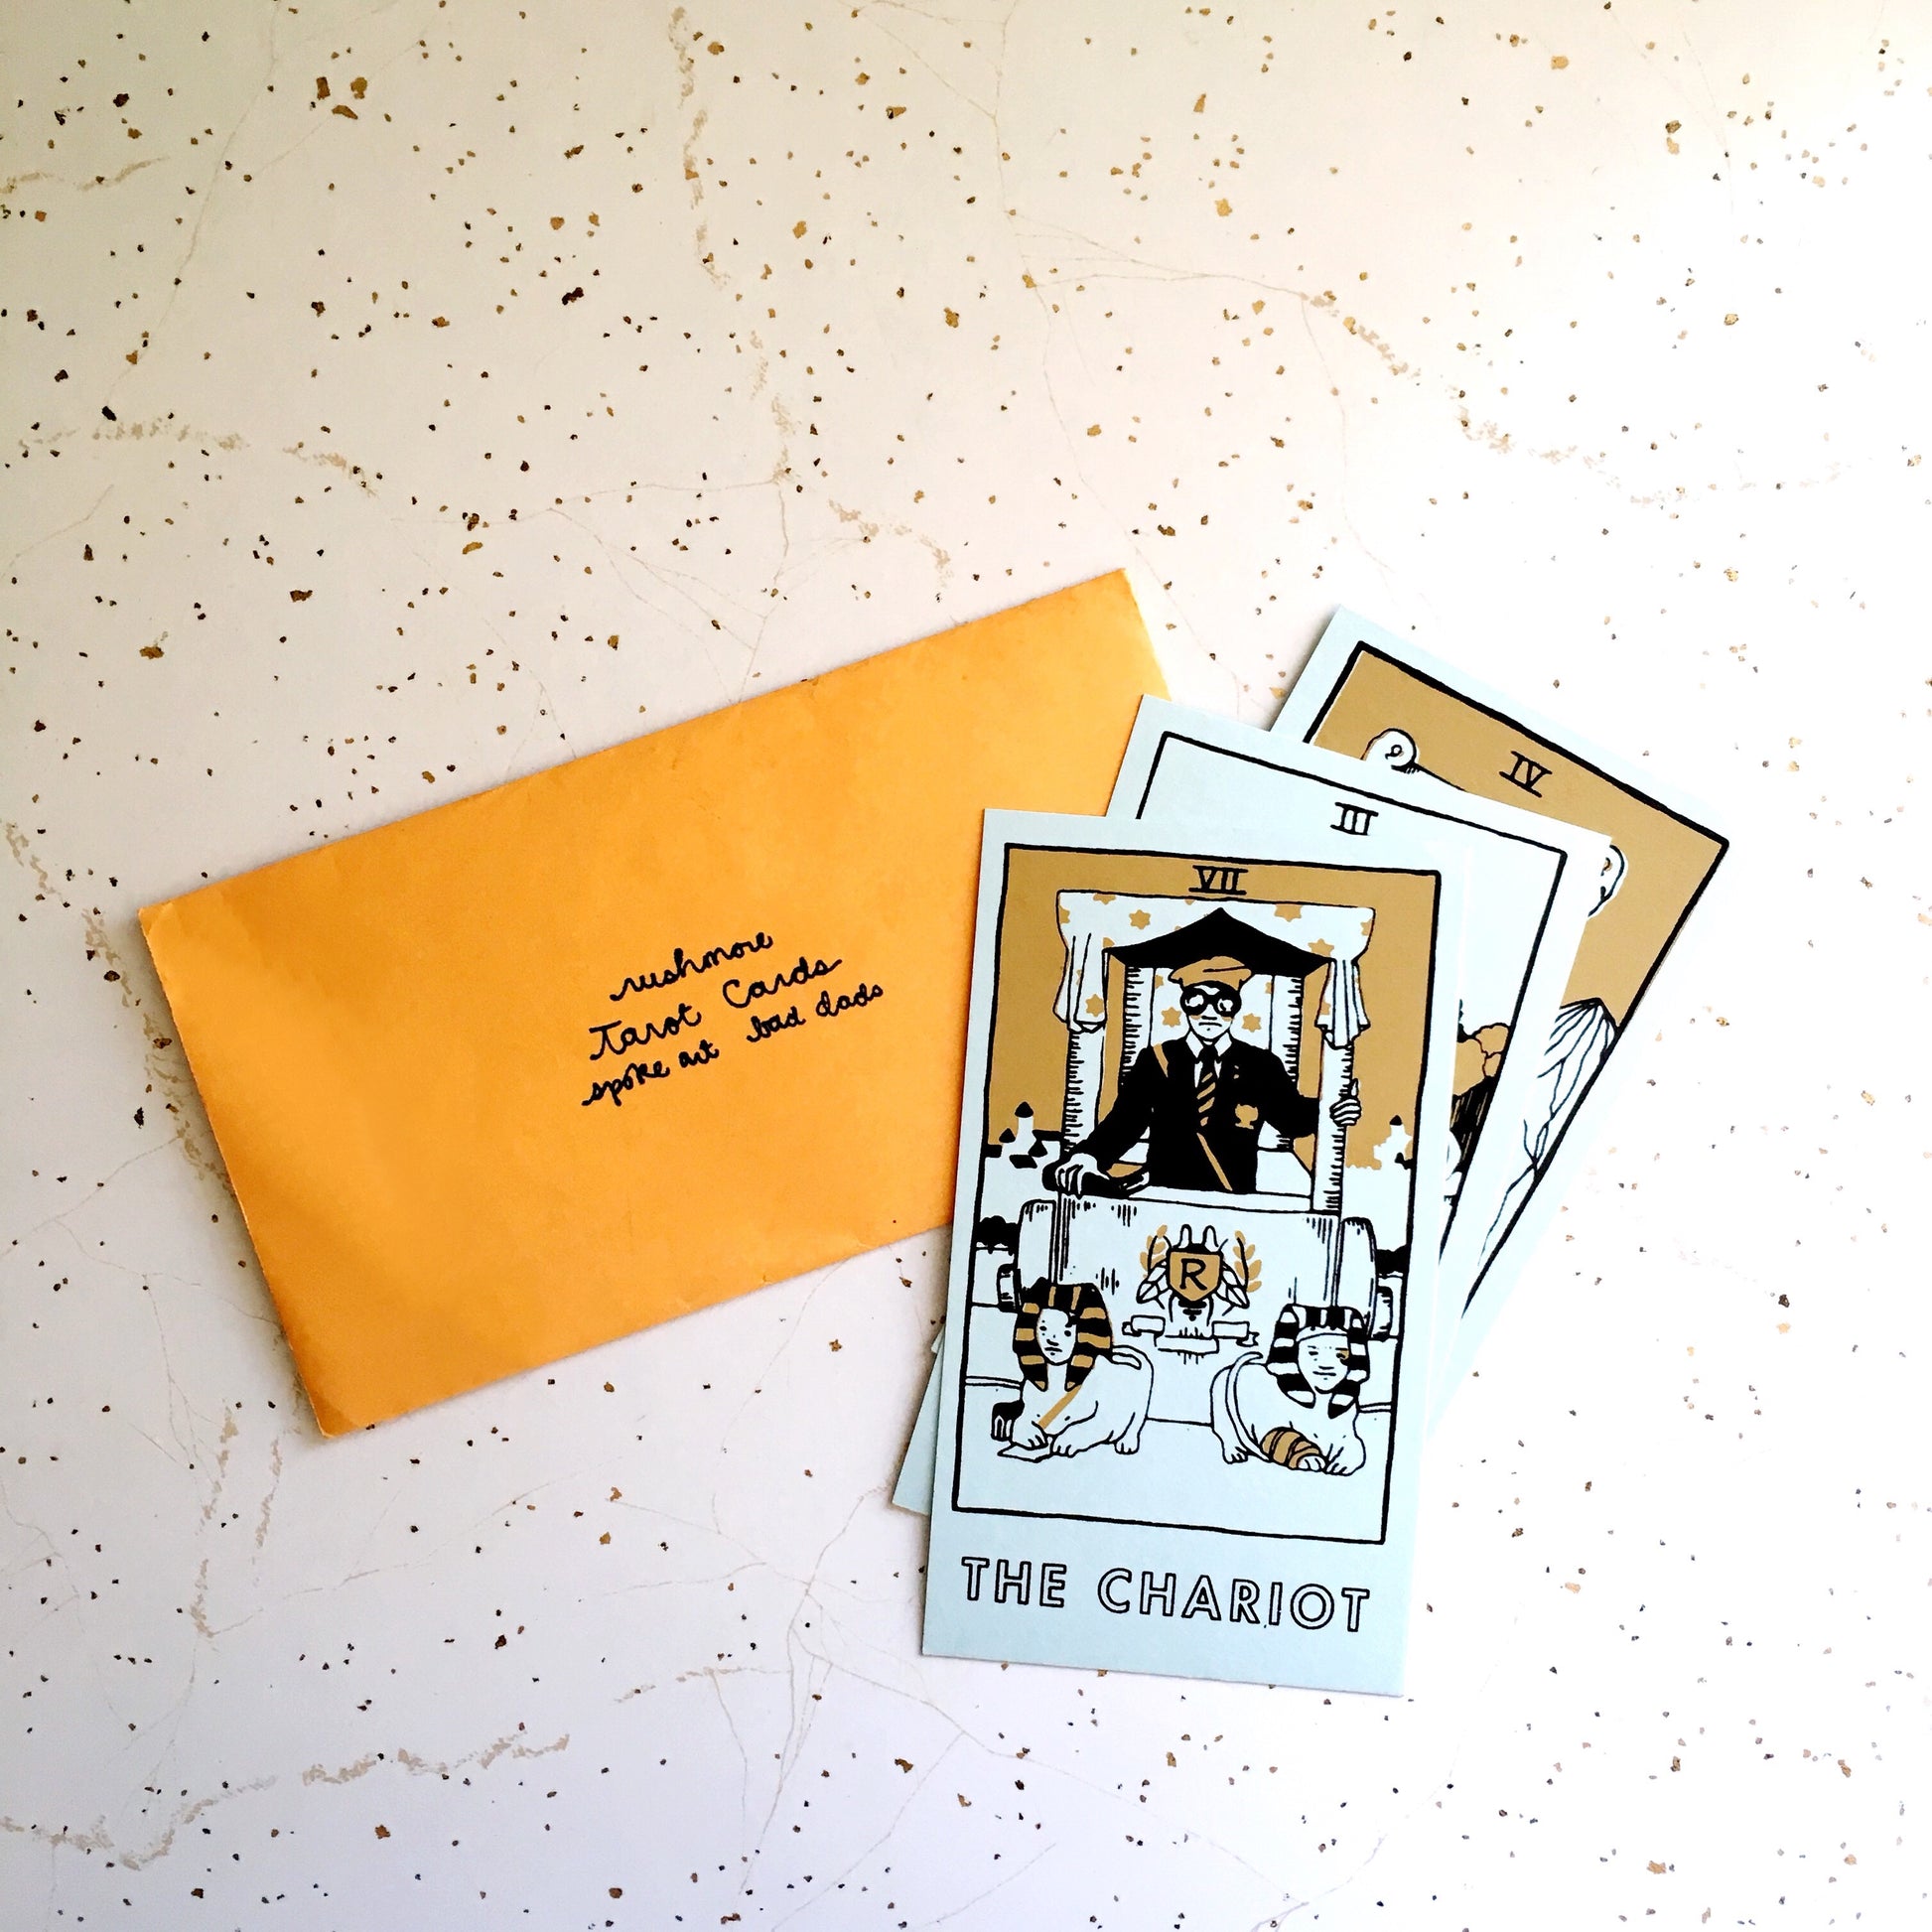 rushmore
Tarot Cards
spoke art bad dads
IV
III
VII
R
THE CHARIOT